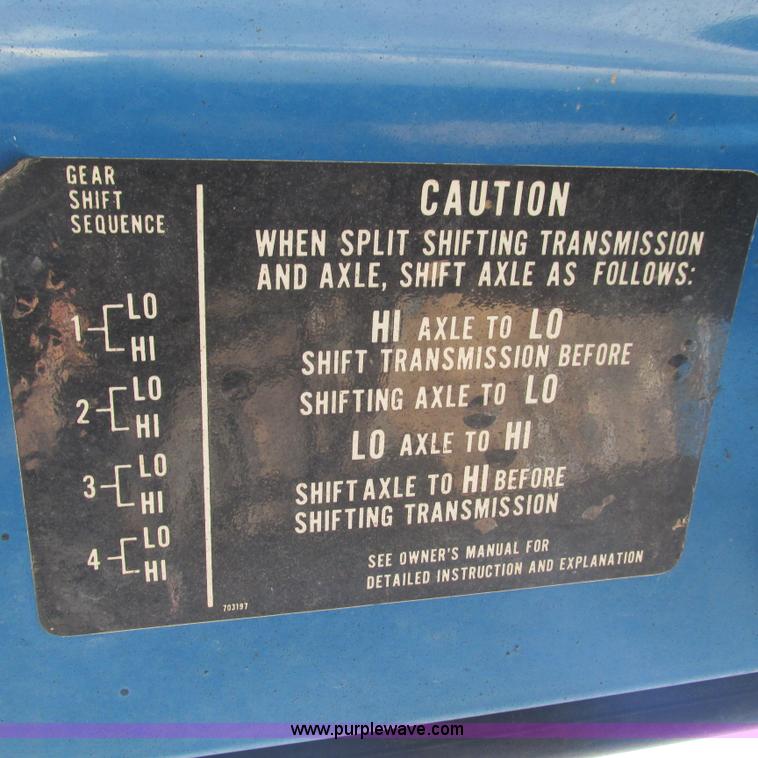 GEAR
SHIFT
SEQUENCE
1 LO
HI
2 LO
HI
3 LO
HI
4 LO
HI
CAUTION
WHEN SPLIT SHIFTING TRANSMISSION
AND AXLE, SHIFT AXLE AS FOLLOWS:
HI AXLE TO LO
SHIFT TRANSMISSION BEFORE
SHIFTING AXLE TO LO
LO AXLE TO HI
SHIFT AXLE TO HI BEFORE
SHIFTING TRANSMISSION
SEE OWNER'S MANUAL FOR
DETAILED INSTRUCTION AND EXPLANATION
703197
www.purplewave.com